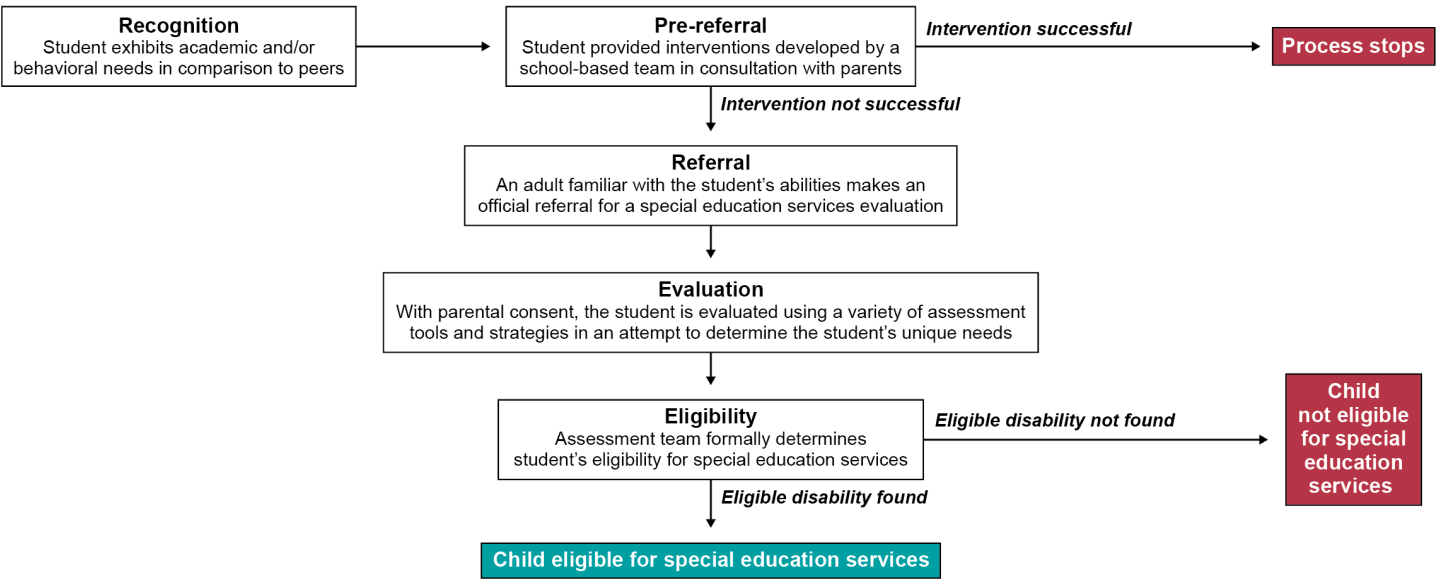 Recognition
Student exhibits academic and/or
behavioral needs in comparison to peers
Pre-referral
Student provided interventions developed by a
school-based team in consultation with parents
Intervention successful
Process stops
Intervention not successful
Referral
An adult familiar with the student’s abilities makes an
official referral for a special education services evaluation
Evaluation
With parental consent, the student is evaluated using a variety of assessment
tools and strategies in an attempt to determine the student’s unique needs
Eligibility
Assessment team formally determines
student’s eligibility for special education services
Eligible disability not found
Child
not eligible
for special
education
services
Eligible disability found
Child eligible for special education services